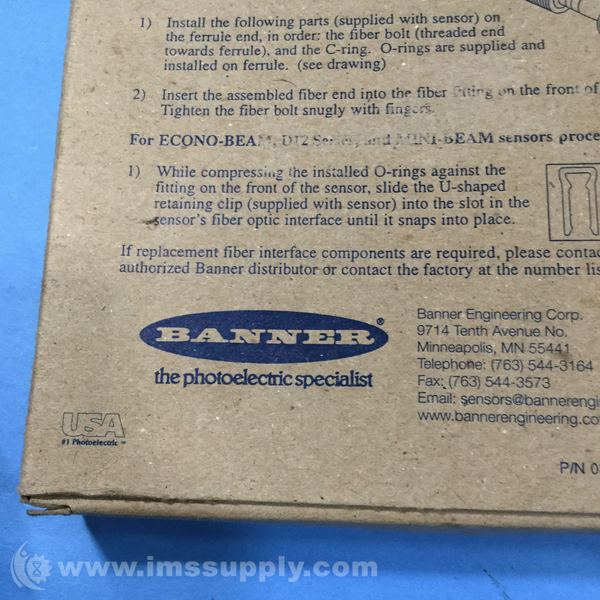 1) Install the following parts (supplied with sensor) on
the ferrule end, in order: the fiber bolt (threaded end
towards ferrule), and the C-ring. O-rings are supplied and
installed on ferrule. (see drawing)
2) Insert the assembled fiber end into the fiber fitting on the front of
Tighten the fiber bolt snugly with fingers.
For ECONO-BEAM, D12 Series, and MINI-BEAM sensors proce
1) While compressing the installed O-rings against the
fitting on the front of the sensor, slide the U-shaped
retaining clip (supplied with sensor) into the slot in the
sensor's fiber optic interface until it snaps into place.
If replacement fiber interface components are required, please contac
authorized Banner distributor or contact the factory at the number lis
BANNER®
the photoelectric specialist
Banner Engineering Corp.
9714 Tenth Avenue No.
Minneapolis, MN 55441
Telephone: (763) 544-3164
Fax: (763) 544-3573
Email: sensors@bannerengi
www.bannerengineering.co
USA
#1 Photoelectric ™
P/N 0
www.imssupply.com